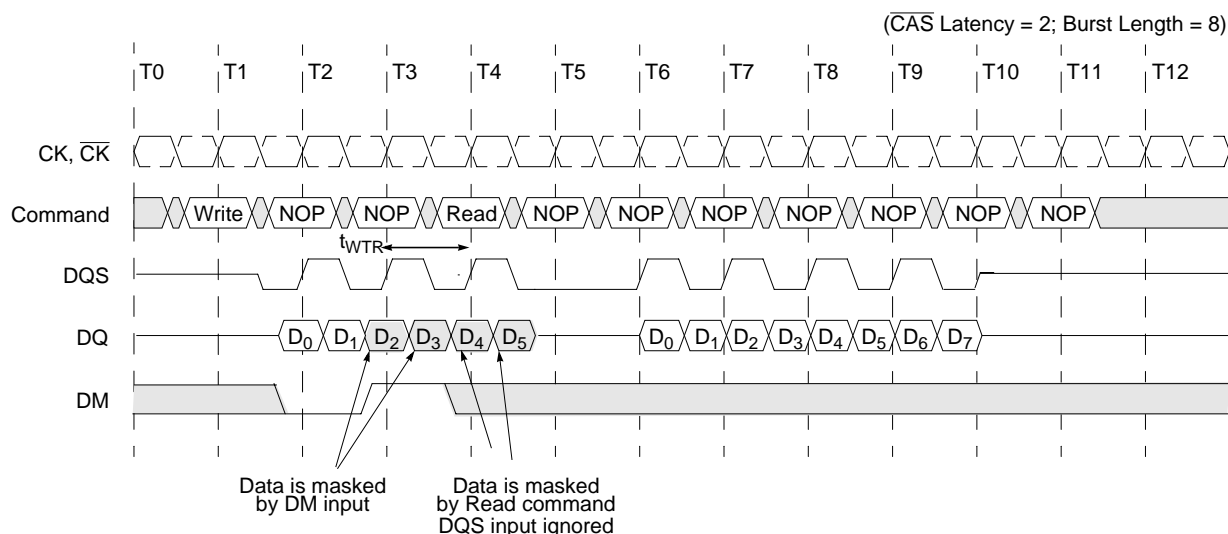 (CAS Latency = 2; Burst Length = 8)
T0 T1 T2 T3 T4 T5 T6 T7 T8 T9 T10 T11 T12
CK, CK
Command Write NOP NOP Read NOP NOP NOP NOP NOP NOP NOP
tWTR
DQS
DQ D0 D1 D2 D3 D4 D5 D0 D1 D2 D3 D4 D5 D6 D7
DM
Data is masked
by DM input
Data is masked
by Read command
DQS input ignored